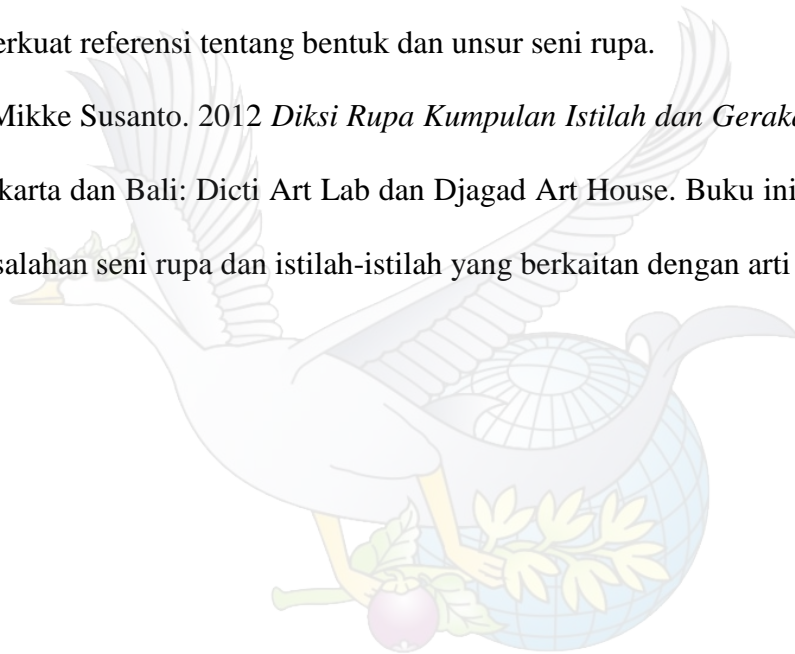 erkuat referensi tentang bentuk dan unsur seni rupa.
Mikke Susanto. 2012 Diksi Rupa Kumpulan Istilah dan Geraka
karta dan Bali: Dicti Art Lab dan Djagad Art House. Buku ini
salahan seni rupa dan istilah-istilah yang berkaitan dengan arti